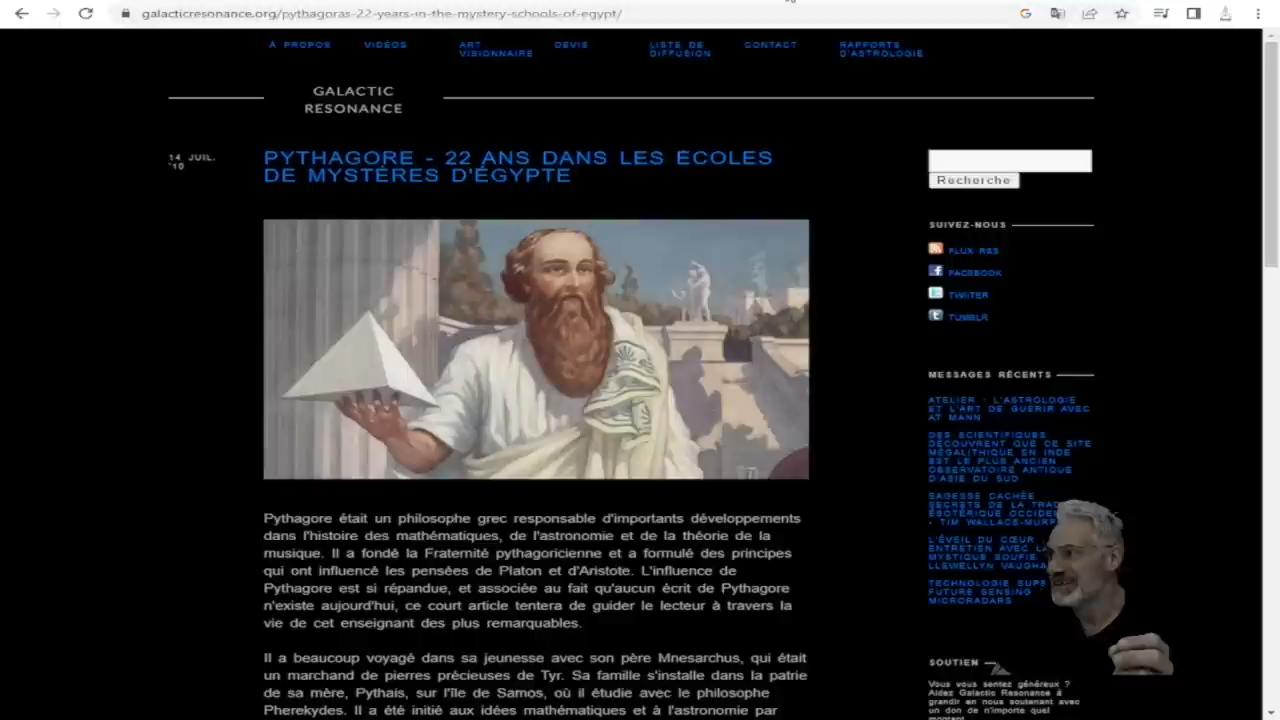 galacticresonance.org/pythagoras-22-years-in-the-mystery-schools-of-egypt/
À PROPOS
VIDÉOS
ART
VISIONNAIRE
DEVIS
LISTE DE
DIFFUSION
CONTACT
RAPPORTS
D'ASTROLOGIE
GALACTIC
RESONANCE
14 JUIL.
'10
PYTHAGORE - 22 ANS DANS LES ÉCOLES
DE MYSTÈRES D'ÉGYPTE
Pythagore était un philosophe grec responsable d'importants développements
dans l'histoire des mathématiques, de l'astronomie et de la théorie de la
musique. Il a fondé la Fraternité pythagoricienne et a formulé des principes
qui ont influencé les pensées de Platon et d'Aristote. L'influence de
Pythagore est si répandue, et associée au fait qu'aucun écrit de Pythagore
n'existe aujourd'hui, ce court article tentera de guider le lecteur à travers la
vie de cet enseignant des plus remarquables.
Il a beaucoup voyagé dans sa jeunesse avec son père Mnesarchus, qui était
un marchand de pierres précieuses de Tyr. Sa famille s'installe dans la patrie
de sa mère, Pythais, sur l'île de Samos, où il étudie avec le philosophe
Pherekydes. Il a été initié aux idées mathématiques et à l'astronomie par
Recherche
SUIVEZ-NOUS
FLUX RSS
FACEBOOK
TWIITER
TUMBLR
MESSAGES RÉCENTS
ATELIER : L'ASTROLOGIE
ET L'ART DE GUÉRIR AVEC
AT MANN
DES SCIENTIFIQUES
DÉCOUVRENT QUE CE SITE
MÉGALITHIQUE EN INDE
EST LE PLUS ANCIEN
OBSERVATOIRE ANTIQUE
D'ASIE DU SUD
SAGESSE CACHÉE
SECRETS DE LA
ÉSOTÉRIQUE
- TIM
L'ÉVEIL DU CŒUR
ENTRETIEN AVEC
MYSTIQUE SOUFIE
LLEWELLYN
TECHNOLOGIE
FUTURE SENSING
MICRORADARS
SOUTIEN
Vous vous sentez généreux ?
Aidez Galactic Resonance à
grandir en nous soutenant avec
un don de n'importe quel
montant